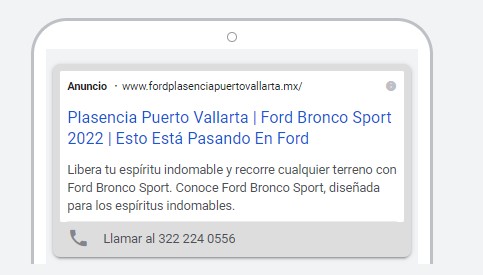 Anuncio · www.fordplasenciapuertovallarta.mx/
Plasencia Puerto Vallarta | Ford Bronco Sport
2022 | Esto Está Pasando En Ford
Libera tu espíritu indomable y recorre cualquier terreno con
Ford Bronco Sport. Conoce Ford Bronco Sport, diseñada
para los espíritus indomables.
Llamar al 322 224 0556